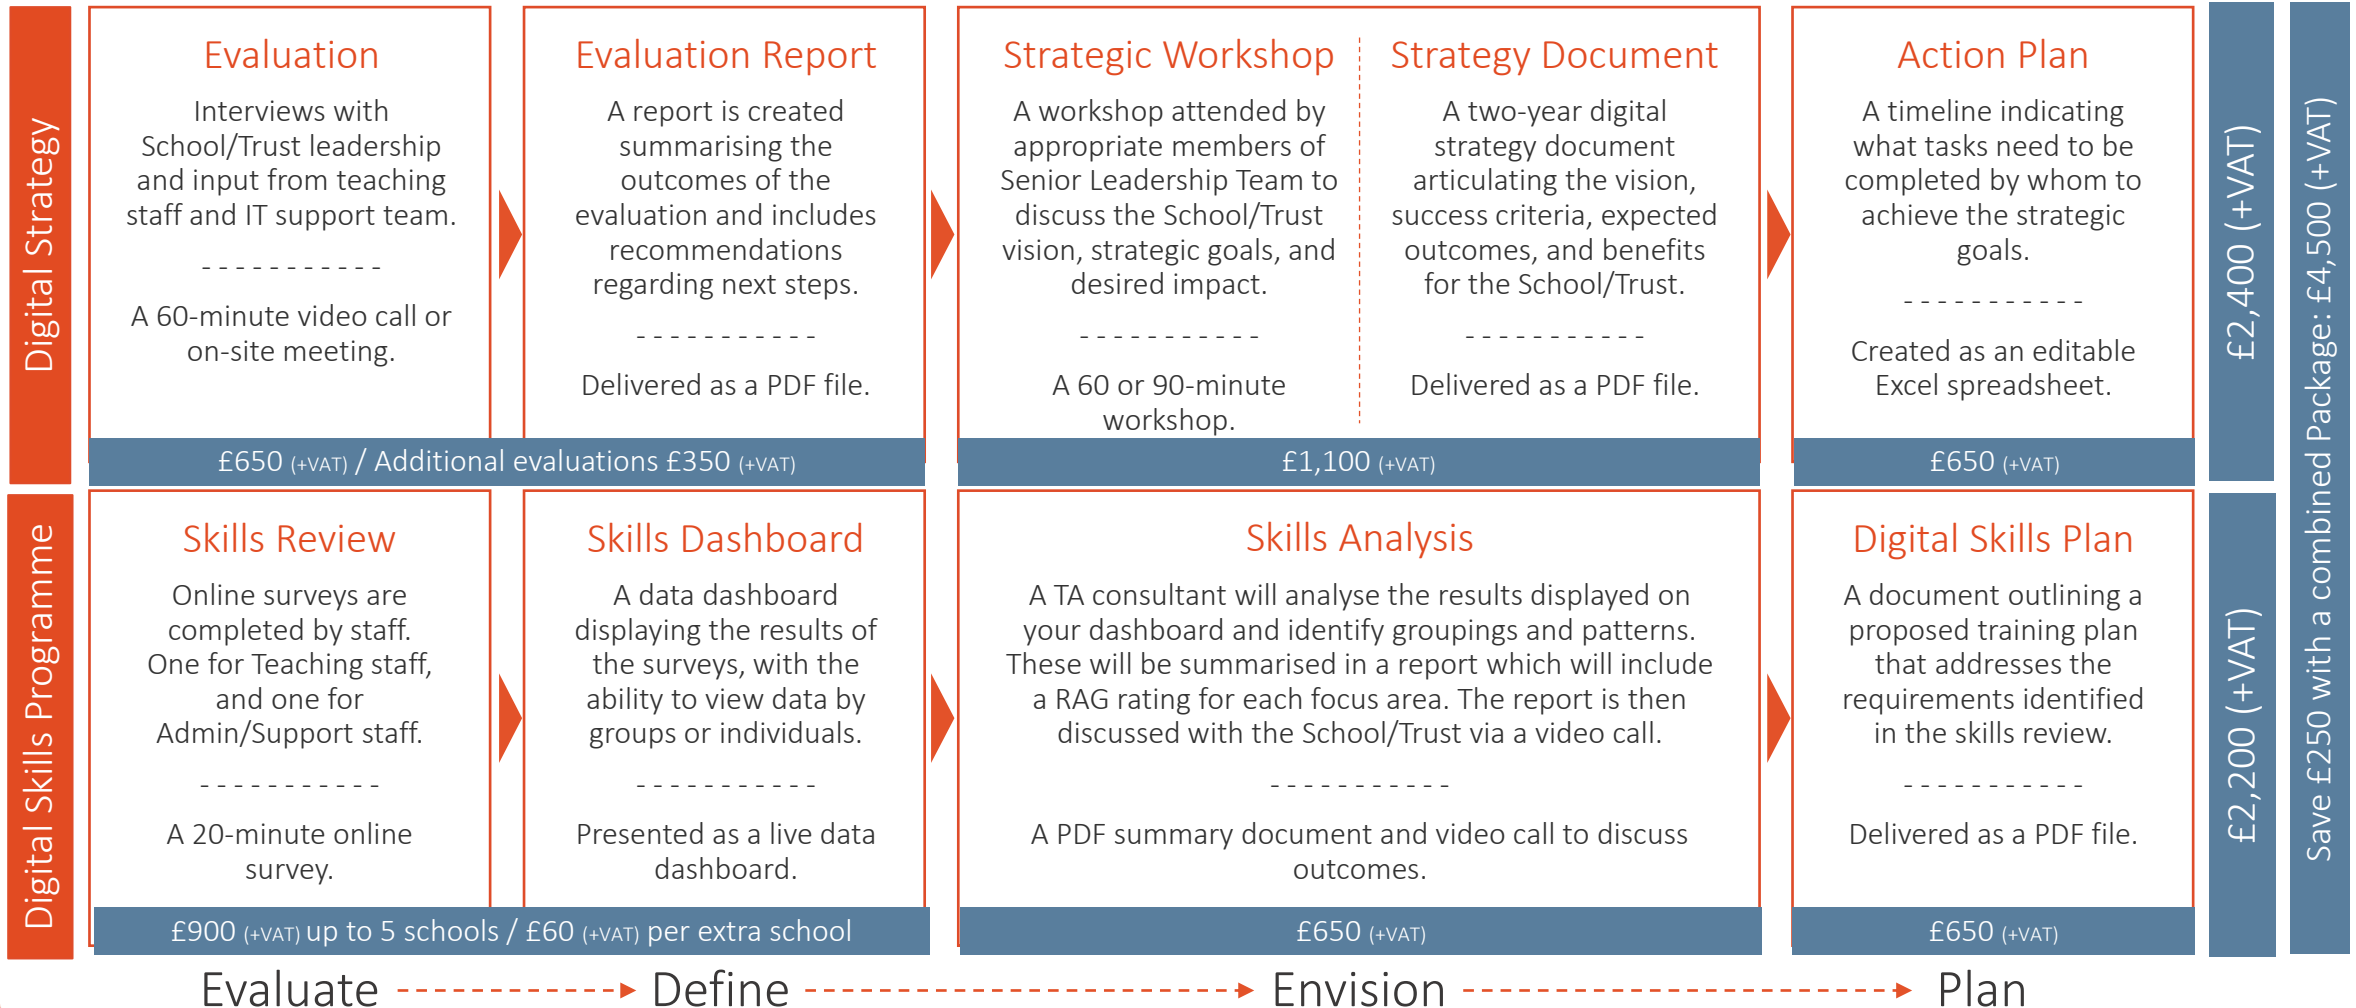 Digital Strategy
Evaluation
Interviews with
School/Trust leadership
and input from teaching
staff and IT support team.
- - - - - - - - - - -
A 60-minute video call or
on-site meeting.
Evaluation Report
A report is created
summarising the
outcomes of the
evaluation and includes
recommendations
regarding next steps.
- - - - - - - - - - -
Delivered as a PDF file.
£650 (+VAT) / Additional evaluations £350 (+VAT)
Strategic Workshop
A workshop attended by
appropriate members of
Senior Leadership Team to
discuss the School/Trust
vision, strategic goals, and
desired impact.
- - - - - - - - - - -
A 60 or 90-minute
workshop.
Strategy Document
A two-year digital
strategy document
articulating the vision,
success criteria, expected
outcomes, and benefits
for the School/Trust.
- - - - - - - - - - -
Delivered as a PDF file.
£1,100 (+VAT)
Action Plan
A timeline indicating
what tasks need to be
completed by whom to
achieve the strategic
goals.
- - - - - - - - - - -
Created as an editable
Excel spreadsheet.
£650 (+VAT)
£2,400 (+VAT)
Digital Skills Programme
Skills Review
Online surveys are
completed by staff.
One for Teaching staff,
and one for
Admin/Support staff.
- - - - - - - - - - -
A 20-minute online
survey.
Skills Dashboard
A data dashboard
displaying the results of
the surveys, with the
ability to view data by
groups or individuals.
- - - - - - - - - - -
Presented as a live data
dashboard.
£900 (+VAT) up to 5 schools / £60 (+VAT) per extra school
Skills Analysis
A TA consultant will analyse the results displayed on
your dashboard and identify groupings and patterns.
These will be summarised in a report which will include
a RAG rating for each focus area. The report is then
discussed with the School/Trust via a video call.
- - - - - - - - - - -
A PDF summary document and video call to discuss
outcomes.
£650 (+VAT)
Digital Skills Plan
A document outlining a
proposed training plan
that addresses the
requirements identified
in the skills review.
- - - - - - - - - - -
Delivered as a PDF file.
£650 (+VAT)
£2,200 (+VAT)
Save £250 with a combined Package: £4,500 (+VAT)
Evaluate
Define
Envision
Plan